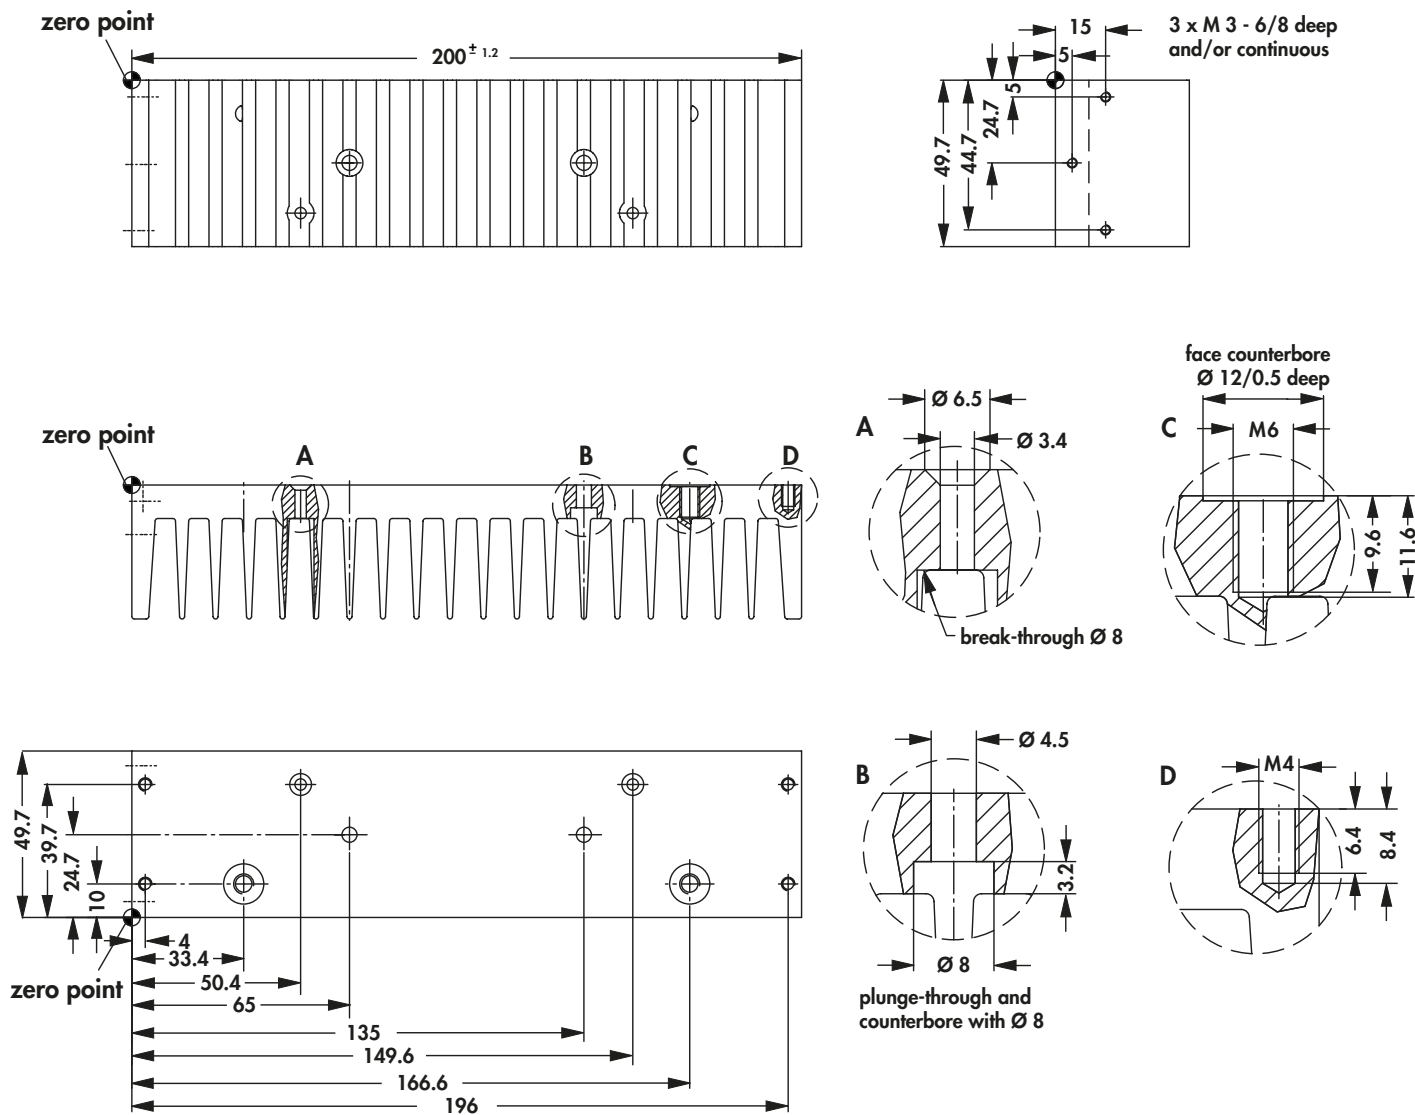 zero point
200 ± 1.2
15
5
3 x M 3 - 6/8 deep
and/or continuous
5
24.7
44.7
49.7
zero point
A
B
C
D
A
Ø 6.5
Ø 3.4
break-through Ø 8
face counterbore
Ø 12/0.5 deep
C
M6
9.6
11.6
49.7
39.7
24.7
10
zero point
4
33.4
50.4
65
135
149.6
166.6
196
B
Ø 4.5
3.2
Ø 8
plunge-through and
counterbore with Ø 8
D
M4
6.4
8.4